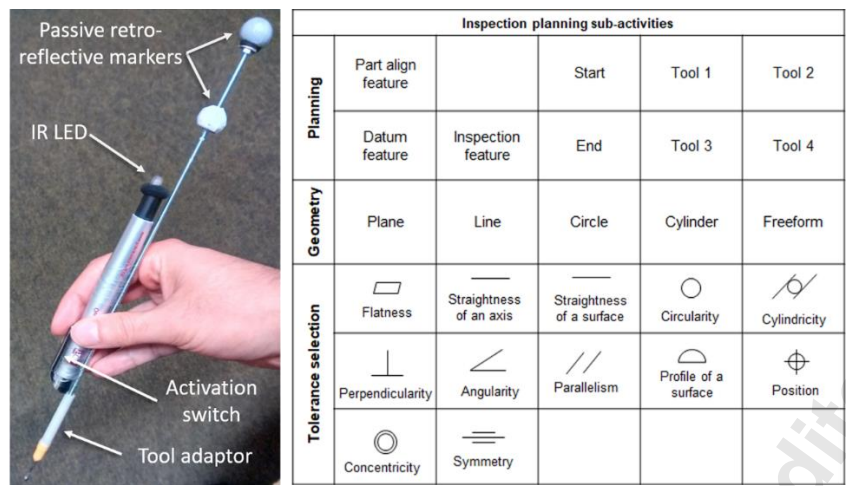 Passive retro-
reflective markers
IR LED
Activation
switch
Tool adaptor
Inspection planning sub-activities
Planning
Part align
feature
Start
Tool 1
Tool 2
Datum
feature
Inspection
feature
End
Tool 3
Tool 4
Geometry
Plane
Line
Circle
Cylinder
Freeform
Tolerance selection
Flatness
Straightness
of an axis
Straightness
of a surface
Circularity
Cylindricity
Perpendicularity
Angularity
Parallelism
Profile of a
surface
Position
Concentricity
Symmetry